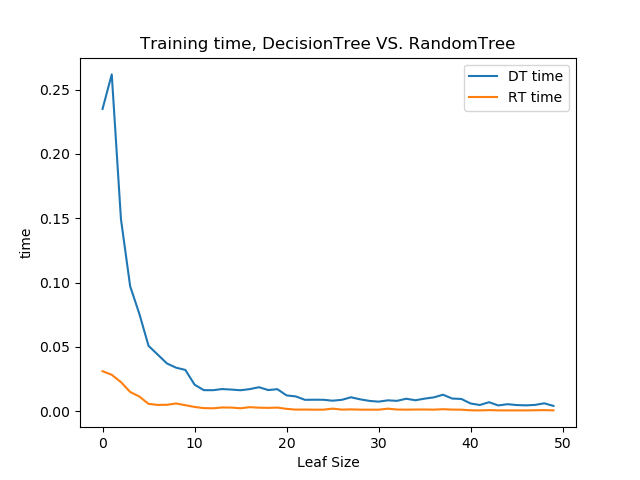 Training time, DecisionTree VS. RandomTree
DT time
RT time
time
0.25
0.20
0.15
0.10
0.05
0.00
0 10 20 30 40 50
Leaf Size